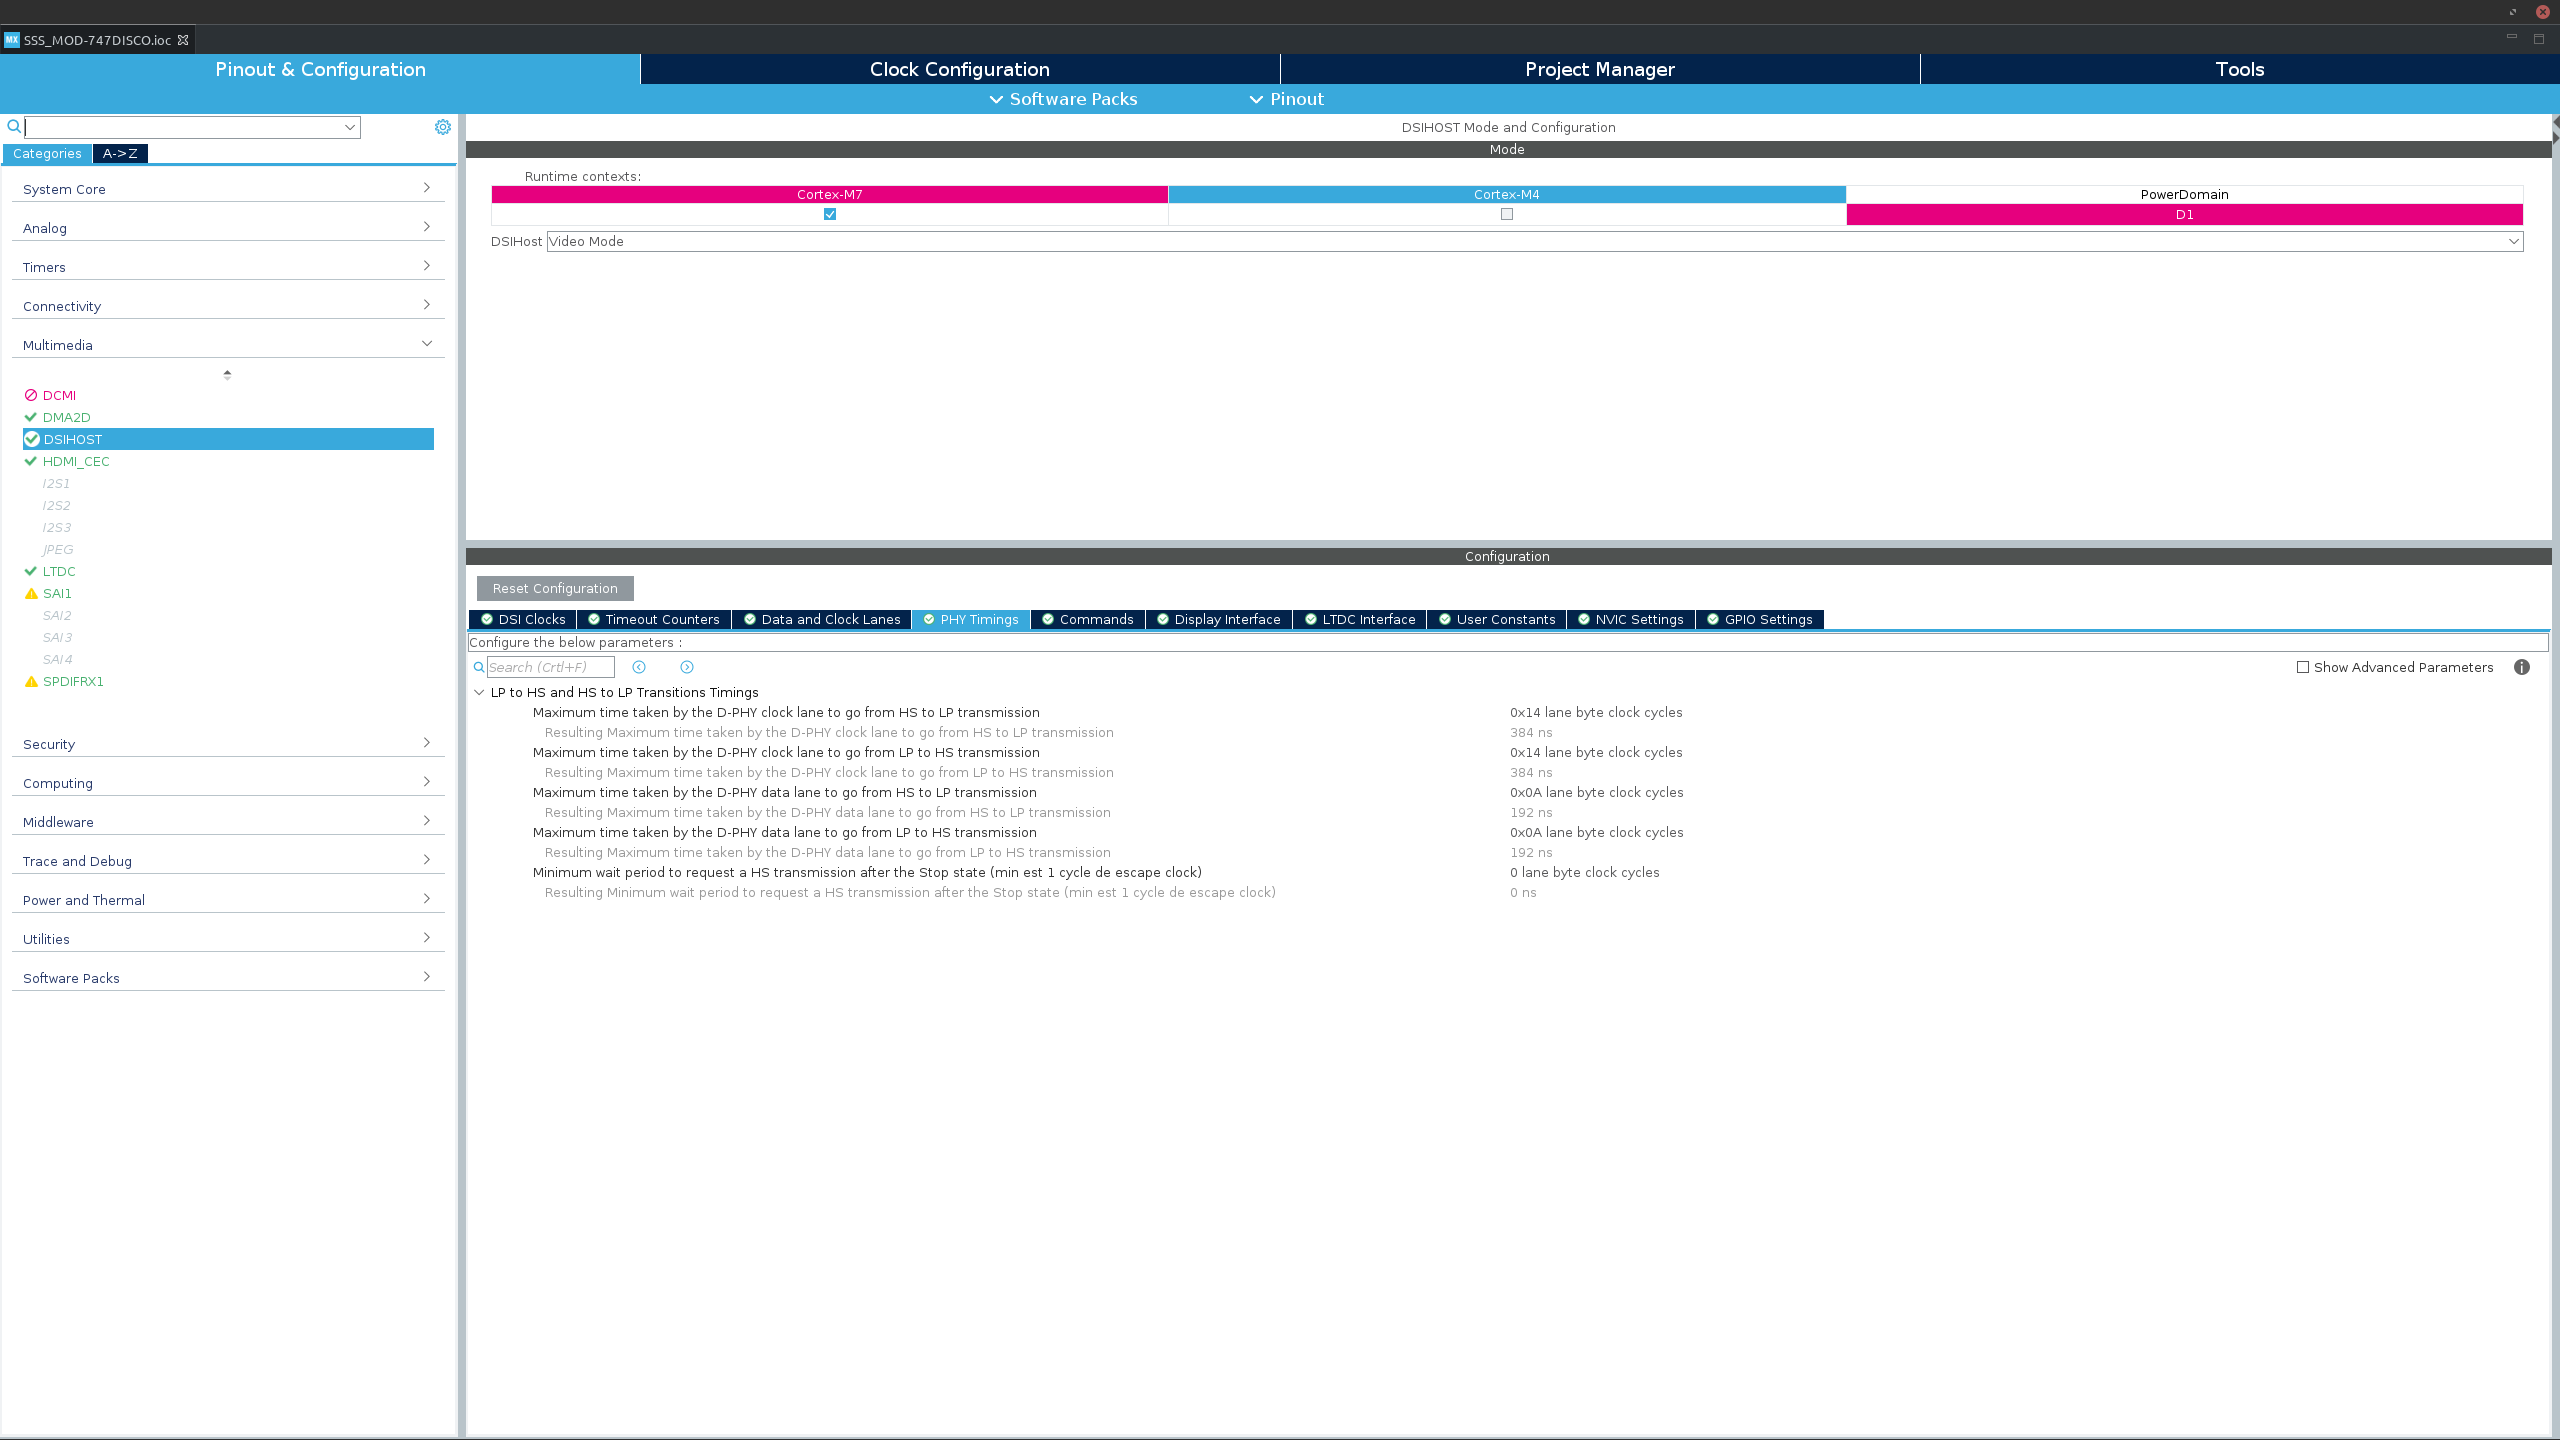 SSS_MOD-747DISCO.ioc
Pinout & Configuration
Clock Configuration
Project Manager
Tools
Software Packs
Pinout
Categories
A->Z
System Core
Analog
Timers
Connectivity
Multimedia
DCMI
DMA2D
DSIHOST
HDMI_CEC
I2S1
I2S2
I2S3
JPEG
LTDC
SAI1
SAI2
SAI3
SAI4
SPDIFRX1
Security
Computing
Middleware
Trace and Debug
Power and Thermal
Utilities
Software Packs
DSIHOST Mode and Configuration
Mode
Runtime contexts:
Cortex-M7
Cortex-M4
PowerDomain
D1
DSIHost Video Mode
Configuration
Reset Configuration
DSI Clocks
Timeout Counters
Data and Clock Lanes
PHY Timings
Commands
Display Interface
LTDC Interface
User Constants
NVIC Settings
GPIO Settings
Configure the below parameters :
Search (Crtl+F)
Show Advanced Parameters
LP to HS and HS to LP Transitions Timings
Maximum time taken by the D-PHY clock lane to go from HS to LP transmission 0x14 lane byte clock cycles
Resulting Maximum time taken by the D-PHY clock lane to go from HS to LP transmission 384 ns
Maximum time taken by the D-PHY clock lane to go from LP to HS transmission 0x14 lane byte clock cycles
Resulting Maximum time taken by the D-PHY clock lane to go from LP to HS transmission 384 ns
Maximum time taken by the D-PHY data lane to go from HS to LP transmission 0x0A lane byte clock cycles
Resulting Maximum time taken by the D-PHY data lane to go from HS to LP transmission 192 ns
Maximum time taken by the D-PHY data lane to go from LP to HS transmission 0x0A lane byte clock cycles
Resulting Maximum time taken by the D-PHY data lane to go from LP to HS transmission 192 ns
Minimum wait period to request a HS transmission after the Stop state (min est 1 cycle de escape clock) 0 lane byte clock cycles
Resulting Minimum wait period to request a HS transmission after the Stop state (min est 1 cycle de escape clock) 0 ns